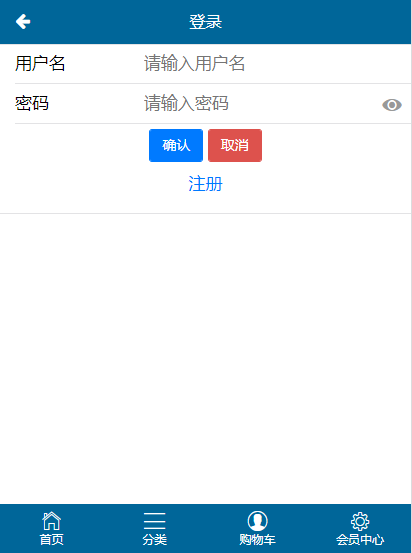 登录
用户名 请输入用户名
密码 请输入密码
确认 取消
注册
首页 分类 购物车 会员中心